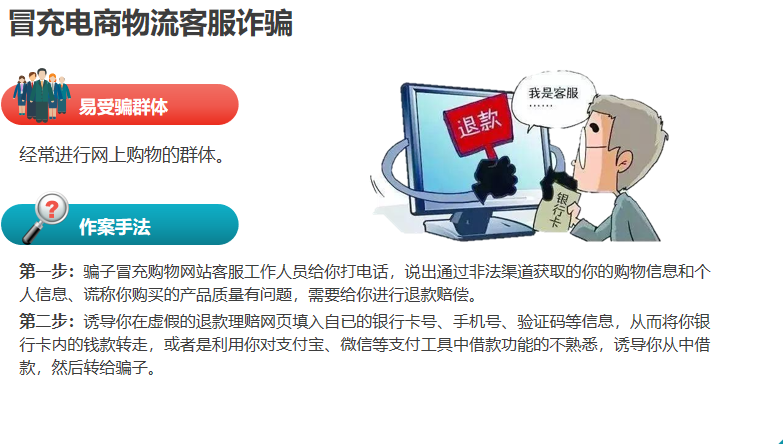 冒充电商物流客服诈骗
易受骗群体
经常进行网上购物的群体。
我是客服
……
退款
银行卡
?
作案手法
第一步：骗子冒充购物网站客服工作人员给你打电话，说出通过非法渠道获取的你的购物信息和个
人信息、谎称你购买的产品质量有问题，需要给你进行退款赔偿。
第二步：诱导你在虚假的退款理赔网页填入自已的银行卡号、手机号、验证码等信息，从而将你银
行卡内的钱款转走，或者是利用你对支付宝、微信等支付工具中借款功能的不熟悉，诱导你从中借
款，然后转给骗子。